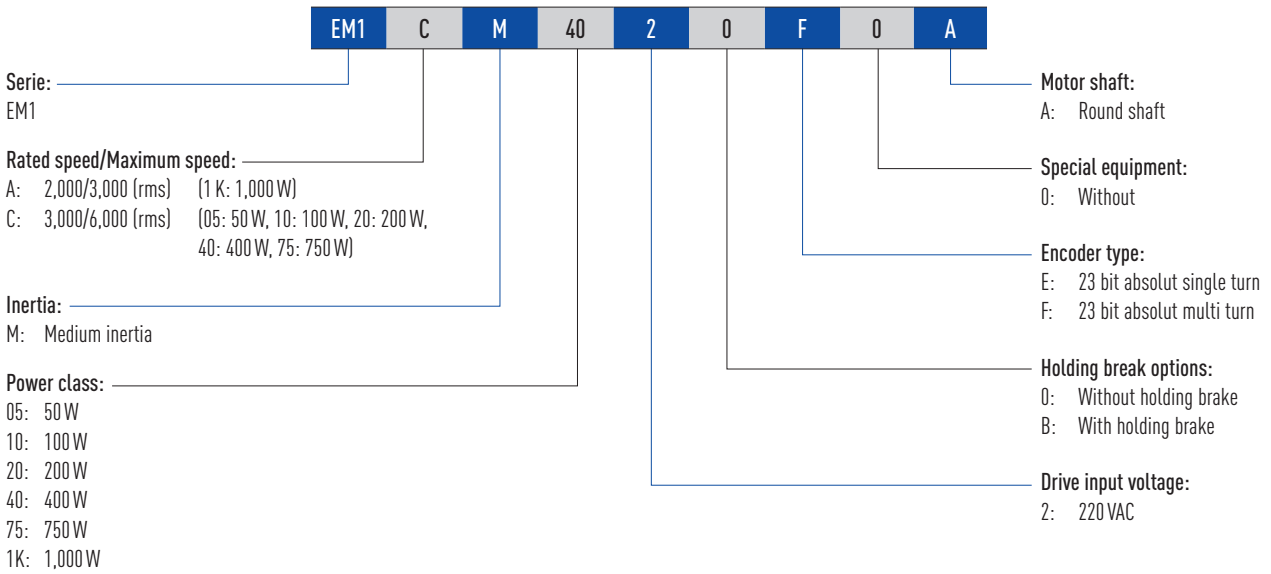 EM1 C M 40 2 0 F 0 A
Serie:
EM1
Rated speed/Maximum speed:
A: 2,000/3,000 (rms) (1 K: 1,000 W)
C: 3,000/6,000 (rms) (05: 50 W, 10: 100 W, 20: 200 W,
40: 400 W, 75: 750 W)
Inertia:
M: Medium inertia
Power class:
05: 50 W
10: 100 W
20: 200 W
40: 400 W
75: 750 W
1K: 1,000 W
Motor shaft:
A: Round shaft
Special equipment:
0: Without
Encoder type:
E: 23 bit absolut single turn
F: 23 bit absolut multi turn
Holding break options:
0: Without holding brake
B: With holding brake
Drive input voltage:
2: 220 VAC